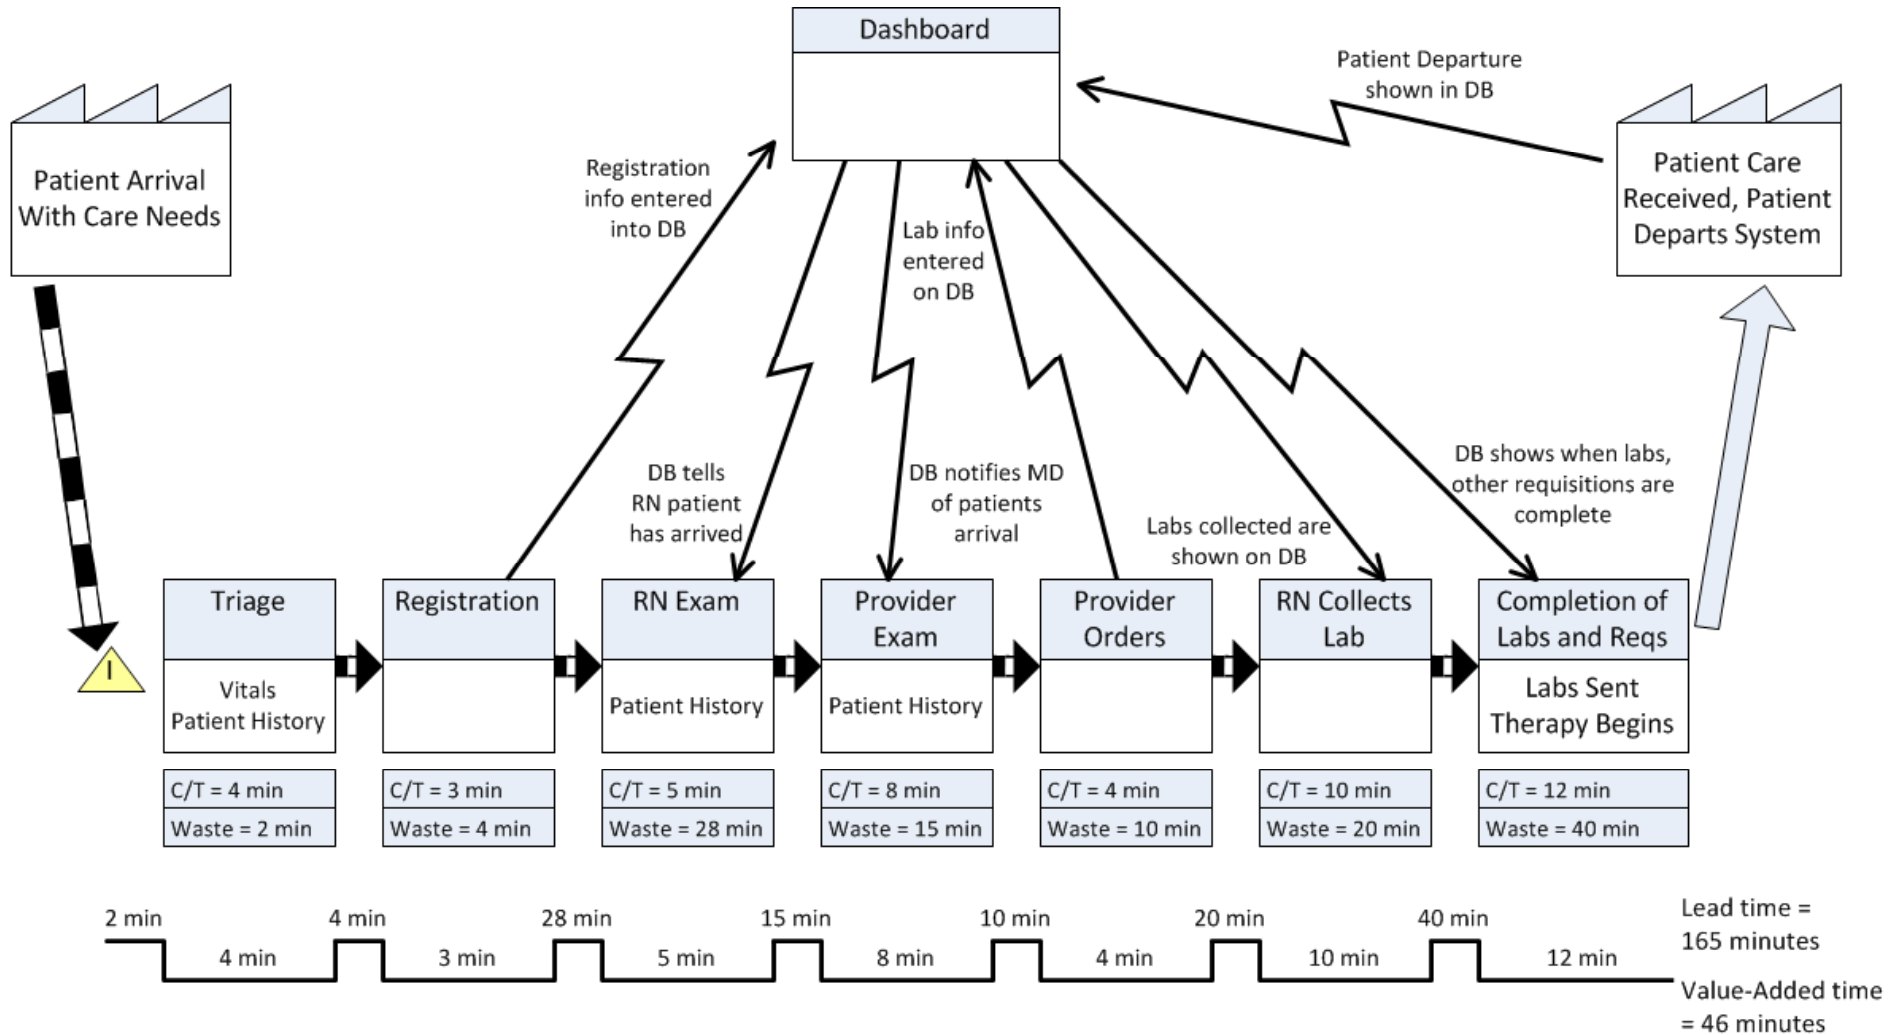 Dashboard
Patient Departure
shown in DB
Patient Arrival
With Care Needs
Patient Care
Received, Patient
Departs System
Registration
info entered
into DB
Lab info
entered
on DB
DB tells
RN patient
has arrived
DB notifies MD
of patients
arrival
Labs collected are
shown on DB
DB shows when labs,
other requisitions are
complete
I
Triage
Vitals
Patient History
C/T = 4 min
Waste = 2 min
Registration
C/T = 3 min
Waste = 4 min
RN Exam
Patient History
C/T = 5 min
Waste = 28 min
Provider
Exam
Patient History
C/T = 8 min
Waste = 15 min
Provider
Orders
C/T = 4 min
Waste = 10 min
RN Collects
Lab
C/T = 10 min
Waste = 20 min
Completion of
Labs and Reqs
Labs Sent
Therapy Begins
C/T = 12 min
Waste = 40 min
2 min
4 min
28 min
15 min
10 min
20 min
40 min
4 min
3 min
5 min
8 min
4 min
10 min
12 min
Lead time =
165 minutes
Value-Added time
= 46 minutes